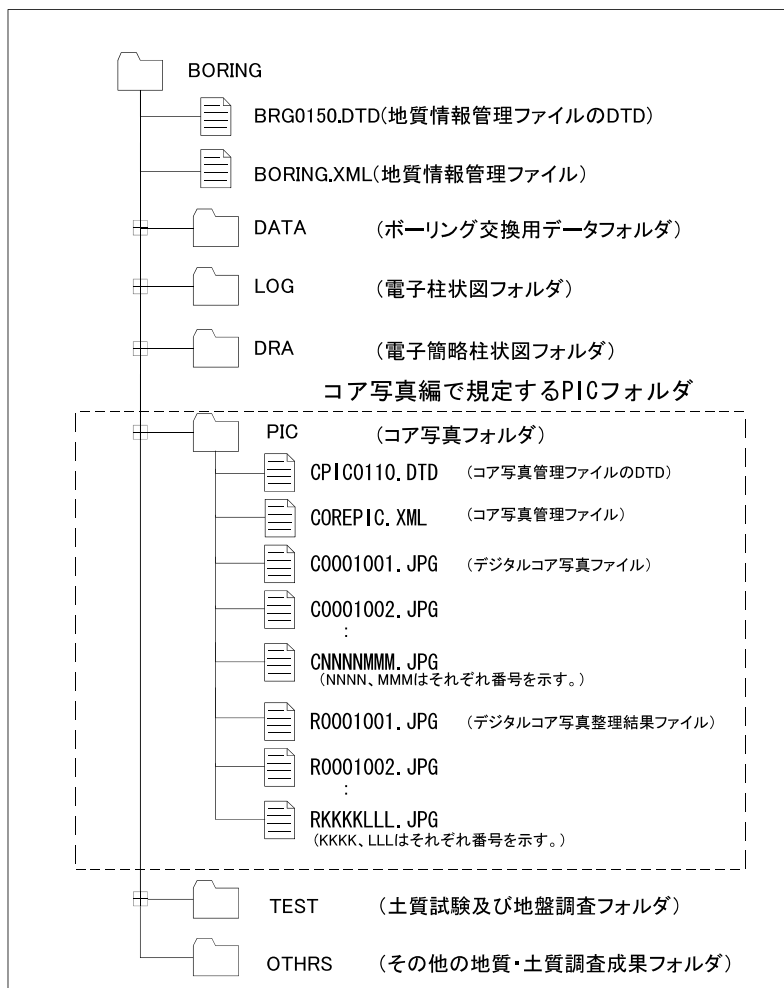 BORING
BRG0150.DTD(地質情報管理ファイルのDTD)
BORING.XML(地質情報管理ファイル)
DATA (ボーリング交換用データフォルダ)
LOG (電子柱状図フォルダ)
DRA (電子簡略柱状図フォルダ)
コア写真編で規定するPICフォルダ
PIC (コア写真フォルダ)
CPIC0110.DTD (コア写真管理ファイルのDTD)
COREPIC.XML (コア写真管理ファイル)
C0001001.JPG (デジタルコア写真ファイル)
C0001002.JPG
:
CNNNNMMM.JPG
(NNNN、MMMはそれぞれ番号を示す。)
R0001001.JPG (デジタルコア写真整理結果ファイル)
R0001002.JPG
:
RKKKKLLL.JPG
(KKKK、LLLはそれぞれ番号を示す。)
TEST (土質試験及び地盤調査フォルダ)
OTHRS (その他の地質・土質調査成果フォルダ)